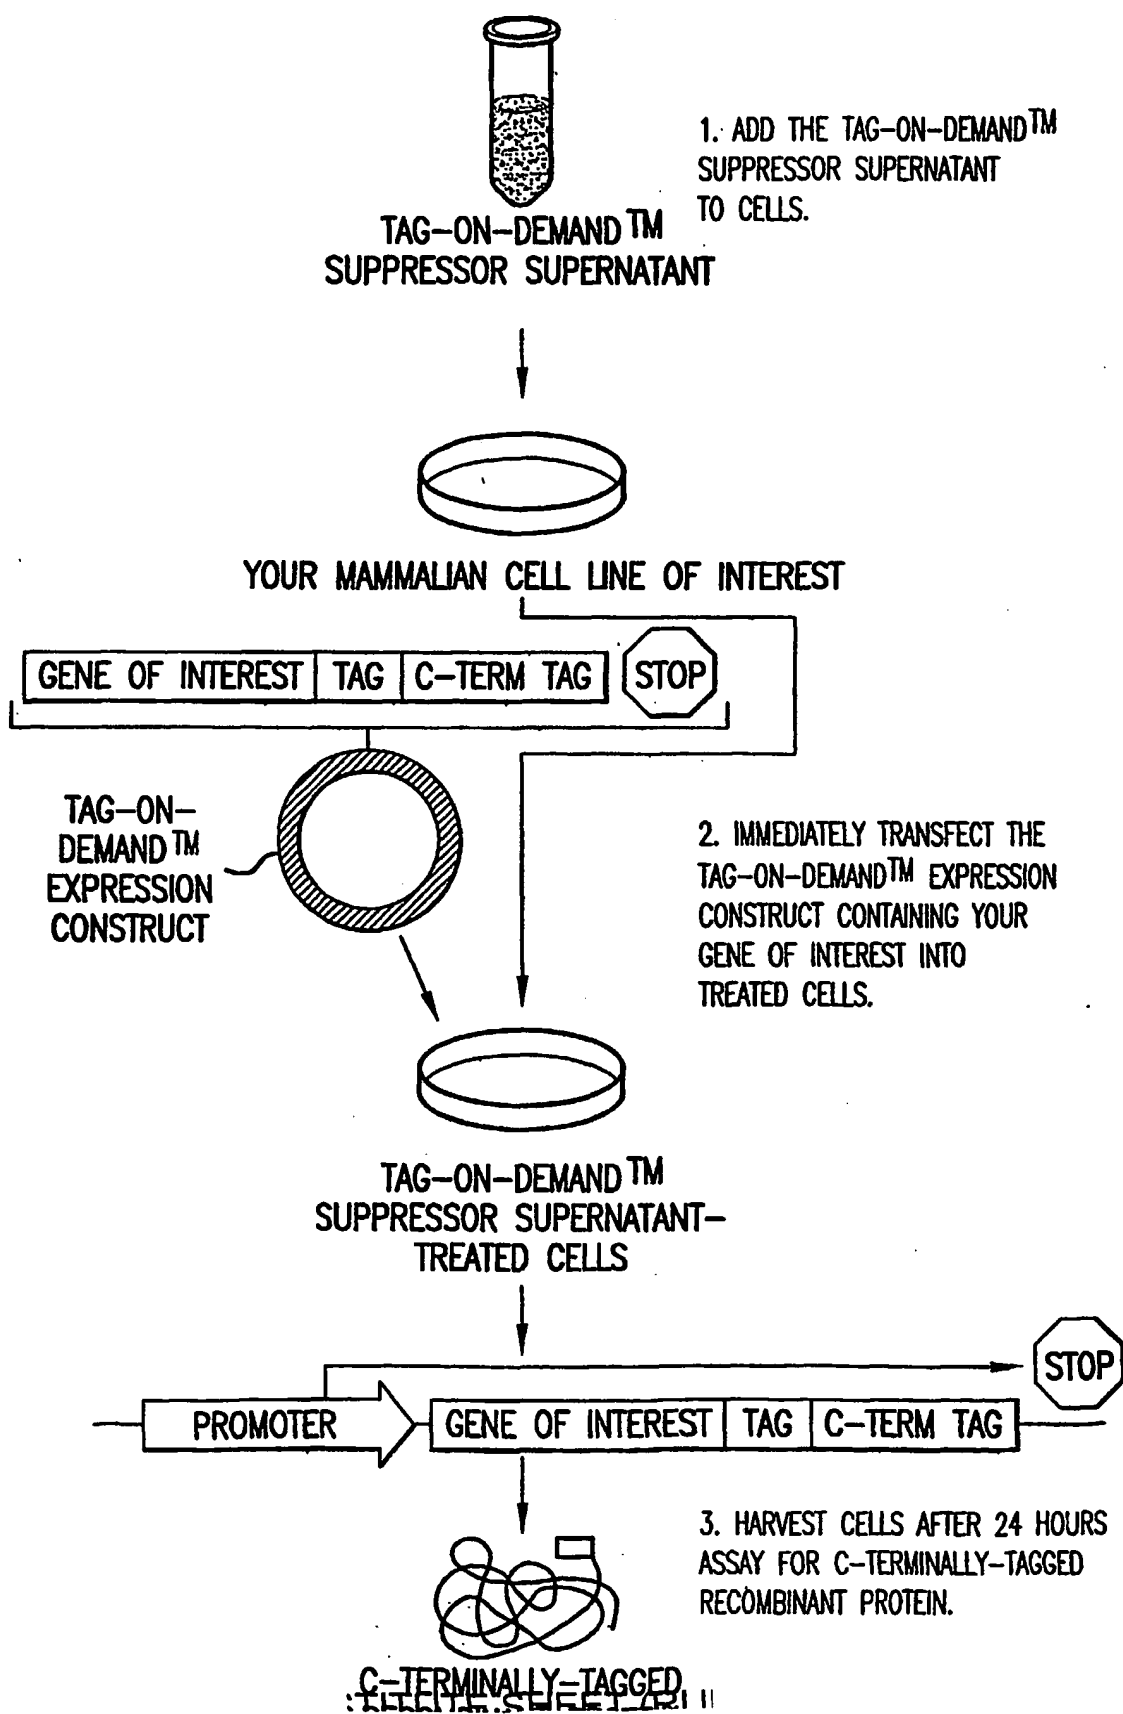 1. ADD THE TAG-ON-DEMAND™
SUPPRESSOR SUPERNATANT
TO CELLS.
TAG-ON-DEMAND™
SUPPRESSOR SUPERNATANT
YOUR MAMMALIAN CELL LINE OF INTEREST
GENE OF INTEREST TAG C-TERM TAG STOP
TAG-ON-
DEMAND™
EXPRESSION
CONSTRUCT
2. IMMEDIATELY TRANSFECT THE
TAG-ON-DEMAND™ EXPRESSION
CONSTRUCT CONTAINING YOUR
GENE OF INTEREST INTO
TREATED CELLS.
TAG-ON-DEMAND™
SUPPRESSOR SUPERNATANT-
TREATED CELLS
STOP
PROMOTER GENE OF INTEREST TAG C-TERM TAG
3. HARVEST CELLS AFTER 24 HOURS
ASSAY FOR C-TERMINALLY-TAGGED
RECOMBINANT PROTEIN.
C-TERMINALLY-TAGGED